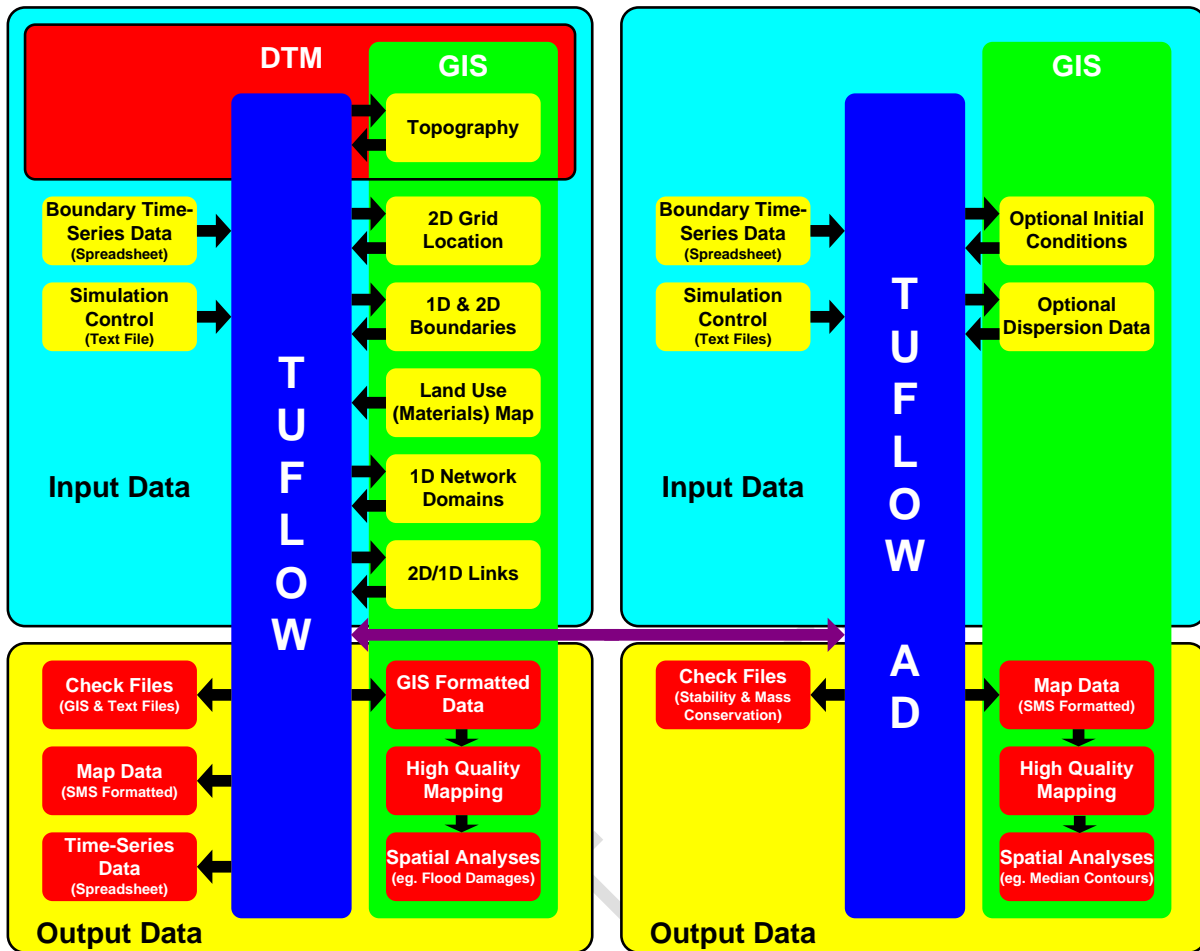 DTM
GIS
Topography
Boundary Time-
Series Data
(Spreadsheet)
2D Grid
Location
Simulation
Control
(Text File)
1D & 2D
Boundaries
Land Use
(Materials) Map
1D Network
Domains
2D/1D Links
Input Data
T
U
F
L
O
W
Check Files
(GIS & Text Files)
Map Data
(SMS Formatted)
Time-Series
Data
(Spreadsheet)
GIS Formatted
Data
High Quality
Mapping
Spatial Analyses
(eg. Flood Damages)
Output Data
GIS
Boundary Time-
Series Data
(Spreadsheet)
Optional Initial
Conditions
Simulation
Control
(Text Files)
Optional
Dispersion Data
Input Data
T
U
F
L
O
W
A
D
Check Files
(Stability & Mass
Conservation)
Map Data
(SMS Formatted)
High Quality
Mapping
Spatial Analyses
(eg. Median Contours)
Output Data